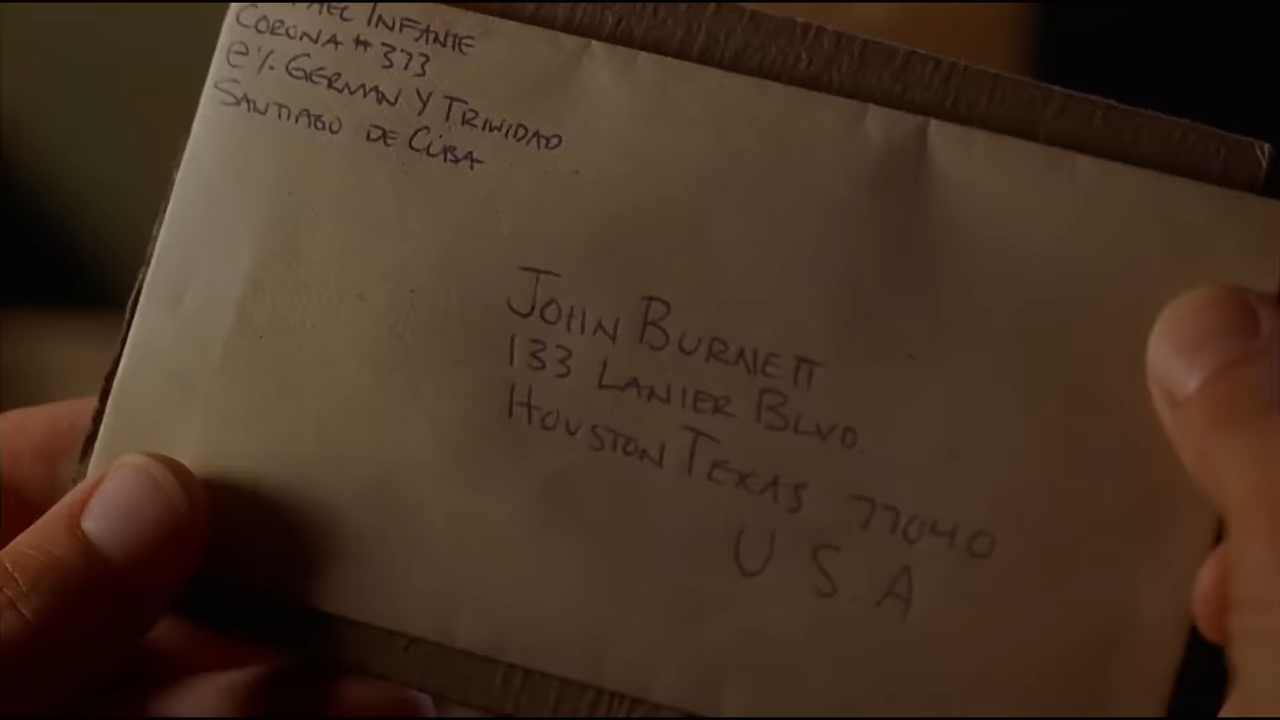 INFANTE
CORONA # 373
e% GERMAN Y TRINIDAD
SANTIAGO DE CUBA
JOHN BURNETT
133 LANIER BLVD.
HOUSTON TEXAS 77040
U S.A